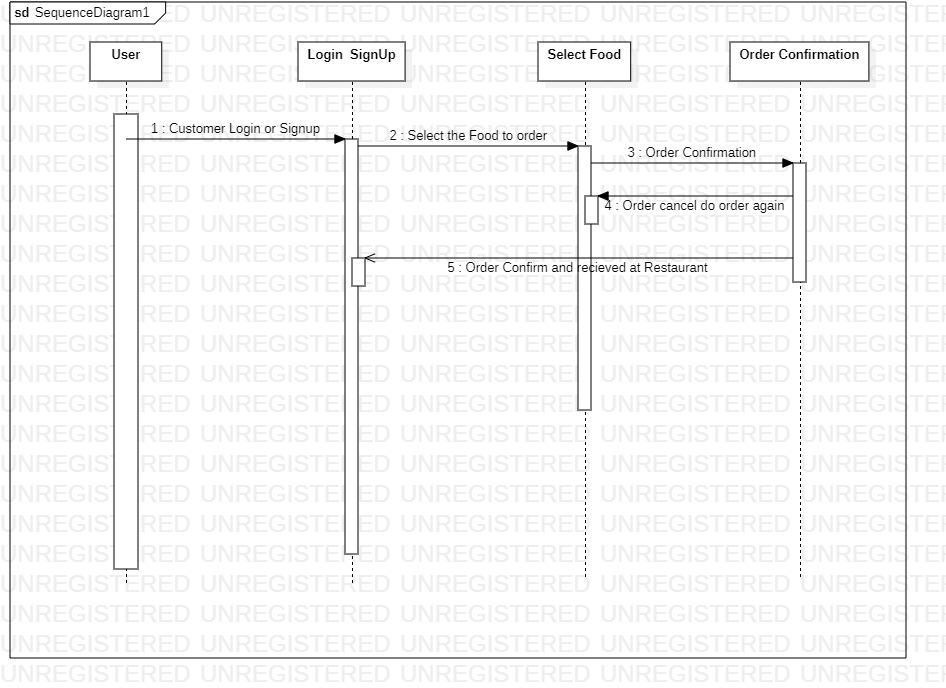 sd SequenceDiagram1
User
Login  SignUp
Select Food
Order Confirmation
1 : Customer Login or Signup
2 : Select the Food to order
3 : Order Confirmation
4 : Order cancel do order again
5 : Order Confirm and recieved at Restaurant
UNREGISTERED